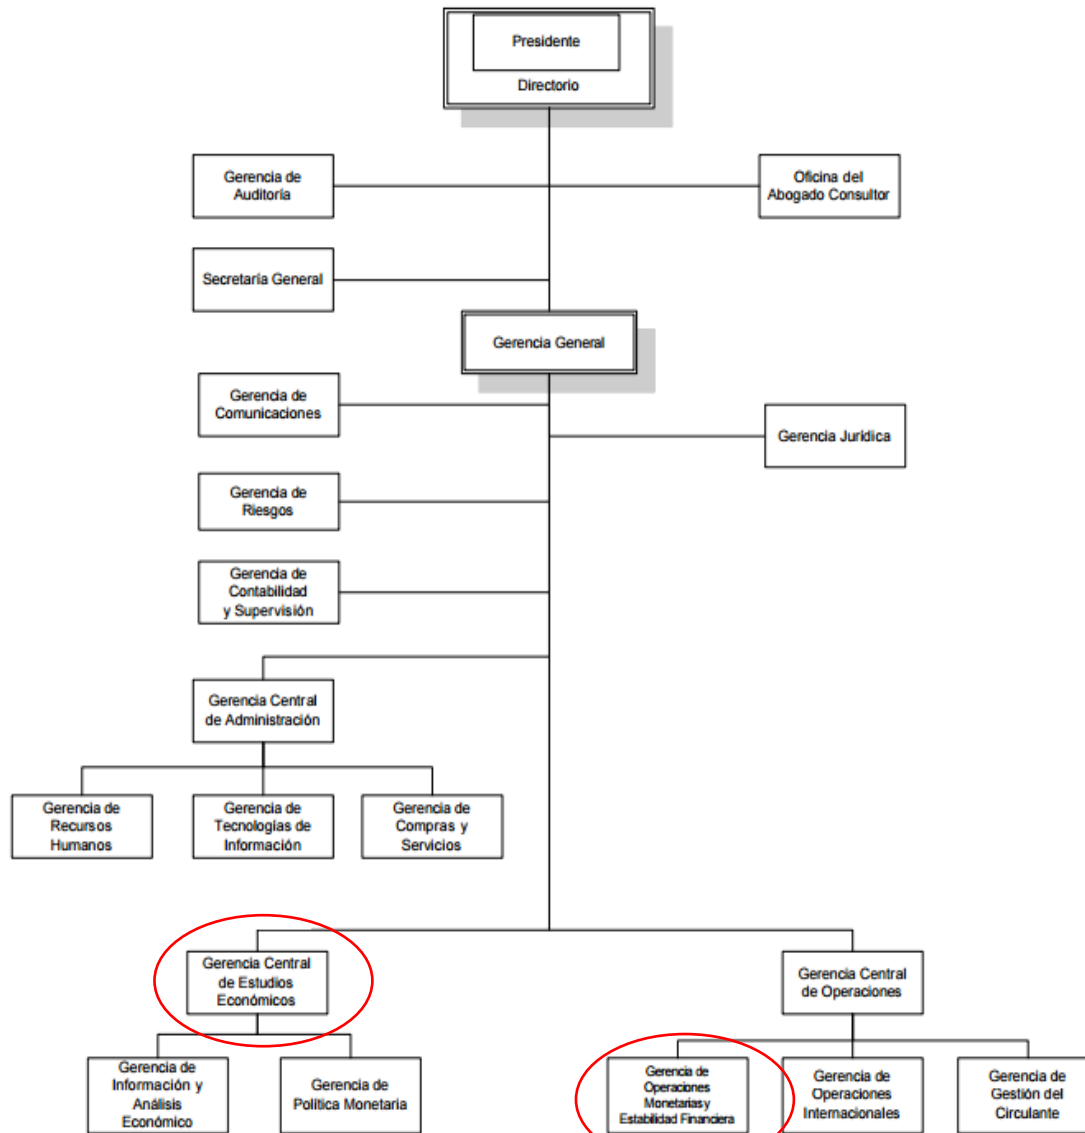 Presidente
Directorio
Gerencia de
Auditoría
Oficina del
Abogado Consultor
Secretaría General
Gerencia General
Gerencia de
Comunicaciones
Gerencia Jurídica
Gerencia de
Riesgos
Gerencia de
Contabilidad
y Supervisión
Gerencia Central
de Administración
Gerencia de
Recursos
Humanos
Gerencia de
Tecnologías de
Información
Gerencia de
Compras y
Servicios
Gerencia Central
de Estudios
Económicos
Gerencia Central
de Operaciones
Gerencia de
Información y
Análisis
Económico
Gerencia de
Política Monetaria
Gerencia de
Operaciones
Monetarias y
Estabilidad Financiera
Gerencia de
Operaciones
Internacionales
Gerencia de
Gestión del
Circulante